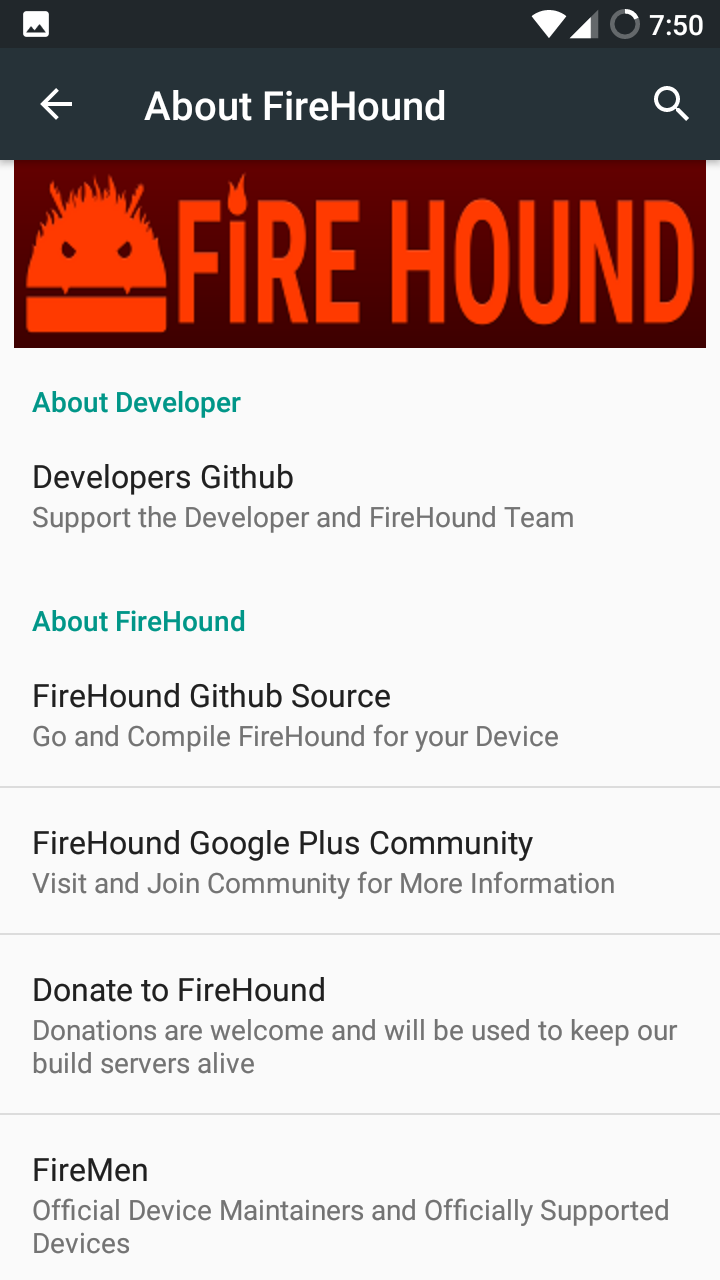 7:50
About FireHound
FiRE HOUND
About Developer
Developers Github
Support the Developer and FireHound Team
About FireHound
FireHound Github Source
Go and Compile FireHound for your Device
FireHound Google Plus Community
Visit and Join Community for More Information
Donate to FireHound
Donations are welcome and will be used to keep our
build servers alive
FireMen
Official Device Maintainers and Officially Supported
Devices